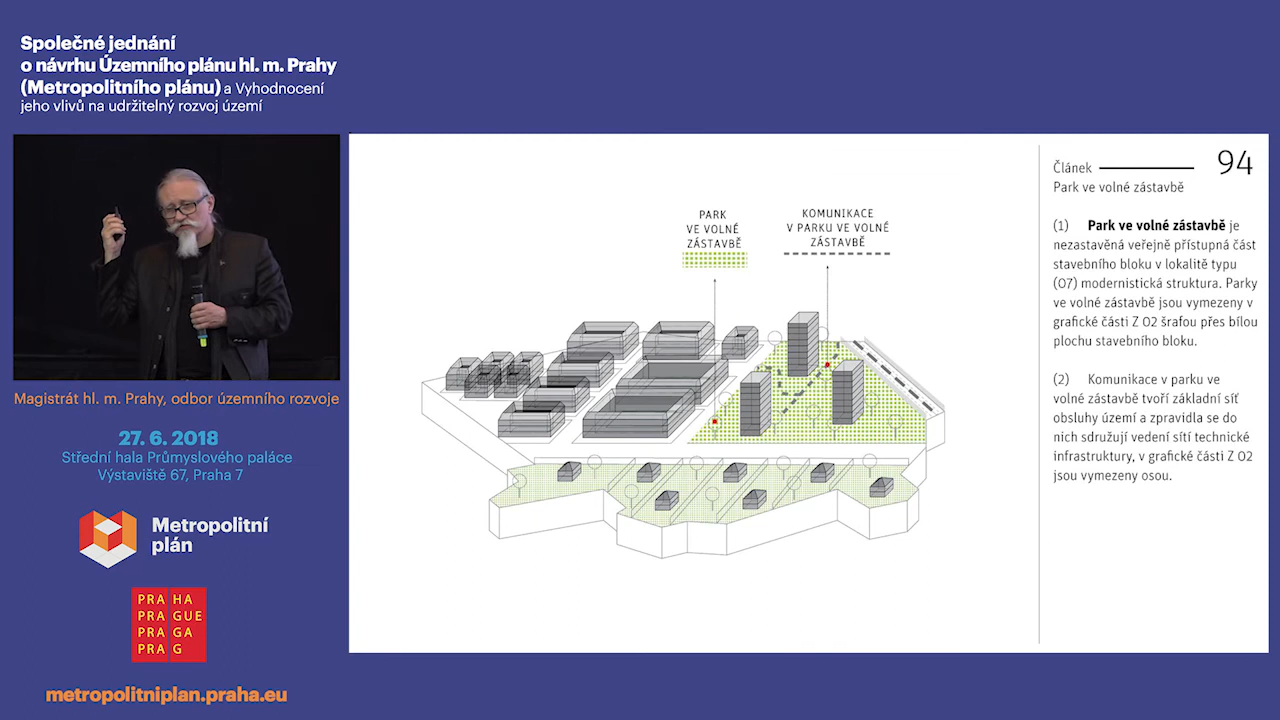 Společné jednání
o návrhu Územního plánu hl. m. Prahy
(Metropolitního plánu) a Vyhodnocení
jeho vlivů na udržitelný rozvoj území
Magistrát hl. m. Prahy, odbor územního rozvoje
27. 6. 2018
Střední hala Průmyslového paláce
Výstaviště 67, Praha 7
Metropolitní
plán
PRA HA
PRA GUE
PRA GA
PRA G
metropolitniplan.praha.eu
PARK
VE VOLNÉ
ZÁSTAVBĚ
KOMUNIKACE
V PARKU VE VOLNÉ
ZÁSTAVBĚ
Článek 94
Park ve volné zástavbě
(1) Park ve volné zástavbě je
nezastavěná veřejně přístupná část
stavebního bloku v lokalitě typu
(07) modernistická struktura. Parky
ve volné zástavbě jsou vymezeny v
grafické části Z 02 šrafou přes bílou
plochu stavebního bloku.
(2) Komunikace v parku ve
volné zástavbě tvoří základní síť
obsluhy území a zpravidla se do
nich sdružují vedení sítí technické
infrastruktury, v grafické části Z 02
jsou vymezeny osou.